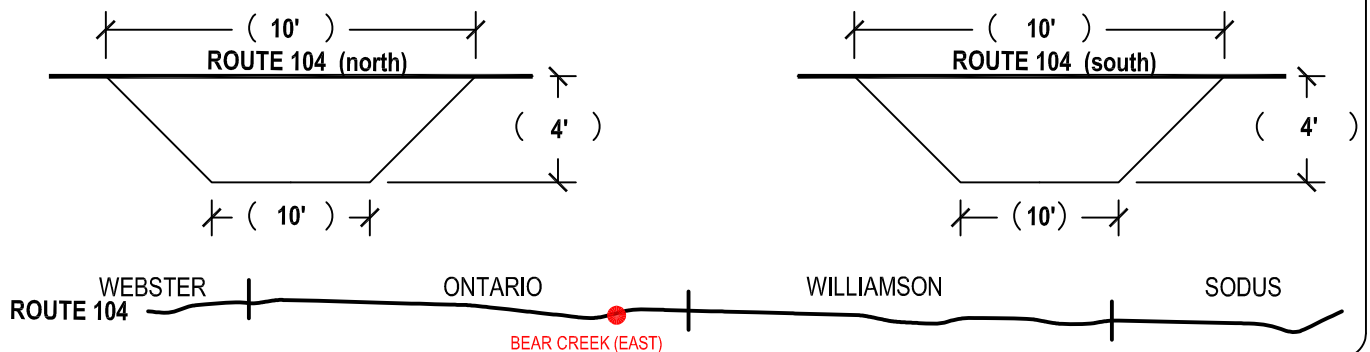 ( 10' )
ROUTE 104 (north)
( 4' )
( 10' )
( 10' )
ROUTE 104 (south)
( 4' )
(10')
WEBSTER ONTARIO WILLIAMSON SODUS
ROUTE 104
BEAR CREEK (EAST)